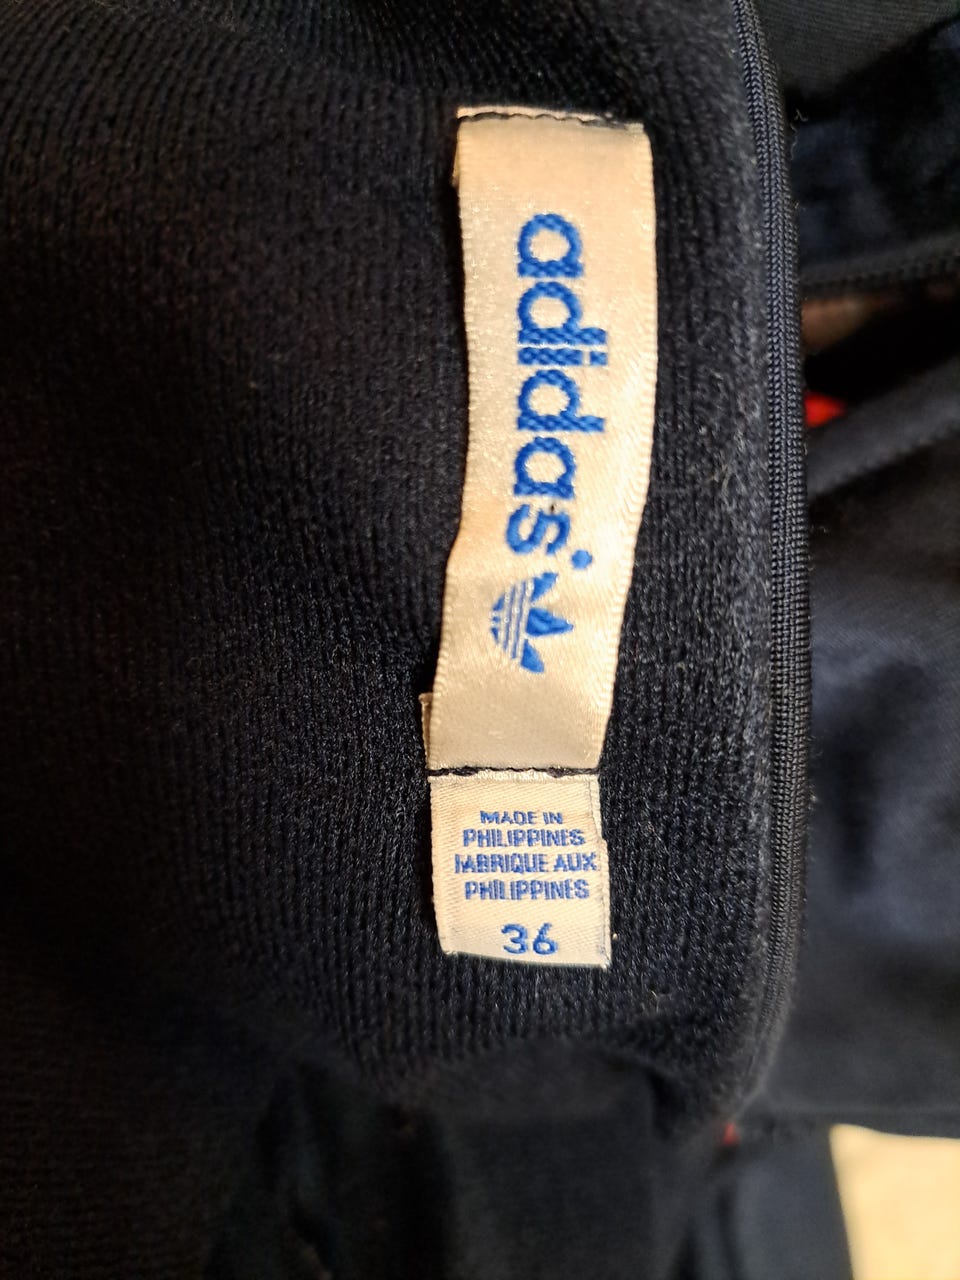 adidas
MADE IN
PHILIPPINES
FABRIQUE AUX
PHILIPPINES
36